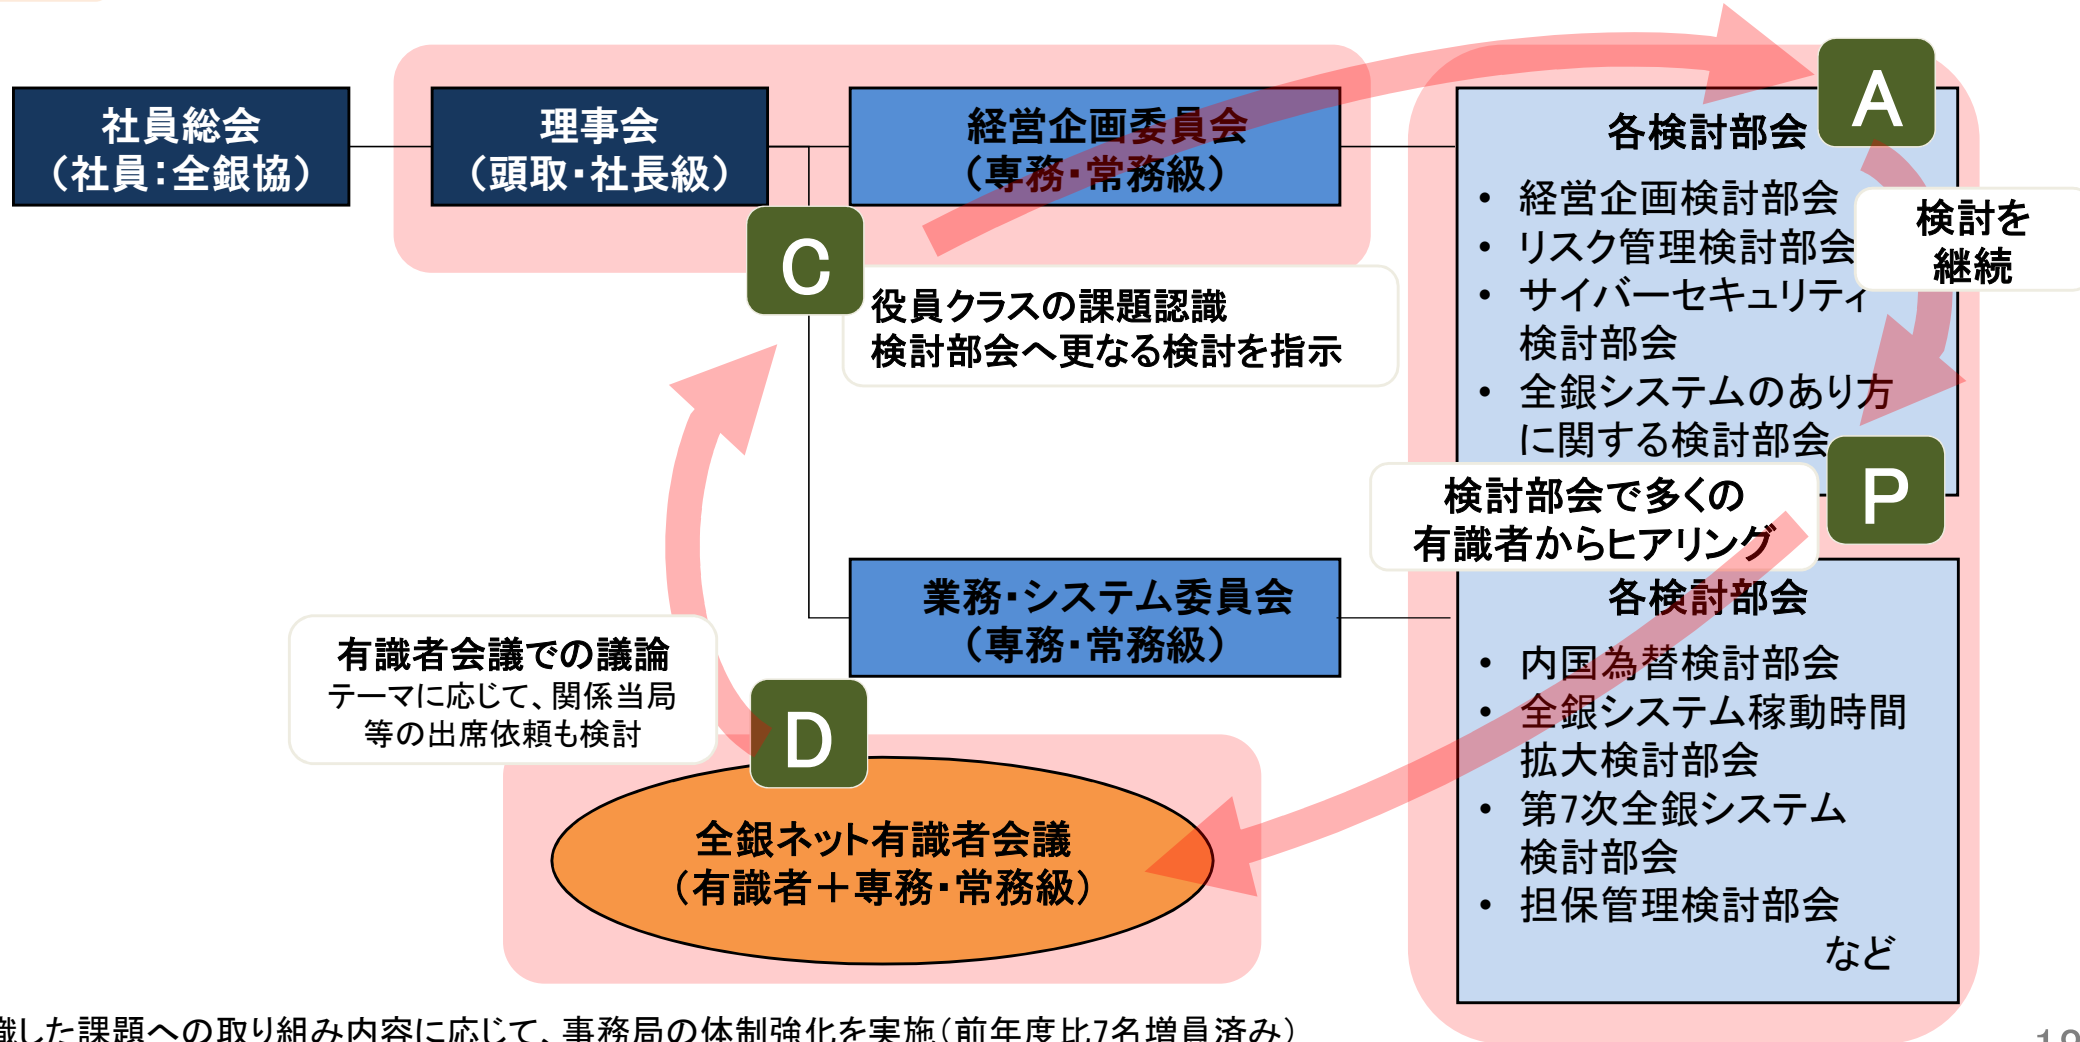 社員総会
（社員：全銀協）
理事会
（頭取・社長級）
経営企画委員会
（専務・常務級）
A
各検討部会
• 経営企画検討部会
• リスク管理検討部会
• サイバーセキュリティ
検討部会
• 全銀システムのあり方
に関する検討部会
検討を
継続
C
役員クラスの課題認識
検討部会へ更なる検討を指示
P
検討部会で多くの
有識者からヒアリング
業務・システム委員会
（専務・常務級）
各検討部会
• 内国為替検討部会
• 全銀システム稼動時間
拡大検討部会
• 第7次全銀システム
検討部会
• 担保管理検討部会
など
有識者会議での議論
テーマに応じて、関係当局
等の出席依頼も検討
D
全銀ネット有識者会議
（有識者＋専務・常務級）
識した課題への取り組み内容に応じて、事務局の体制強化を実施（前年度比7名増員済み）